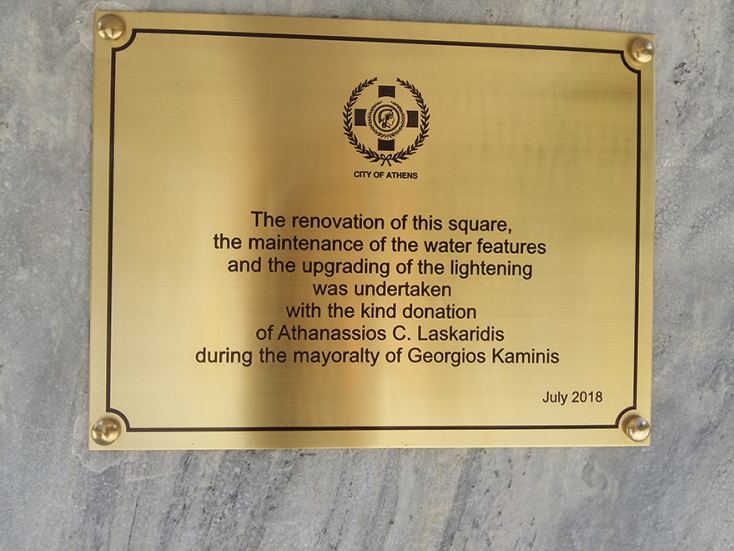 CITY OF ATHENS
The renovation of this square,
the maintenance of the water features
and the upgrading of the lightening
was undertaken
with the kind donation
of Athanassios C. Laskaridis
during the mayoralty of Georgios Kaminis
July 2018